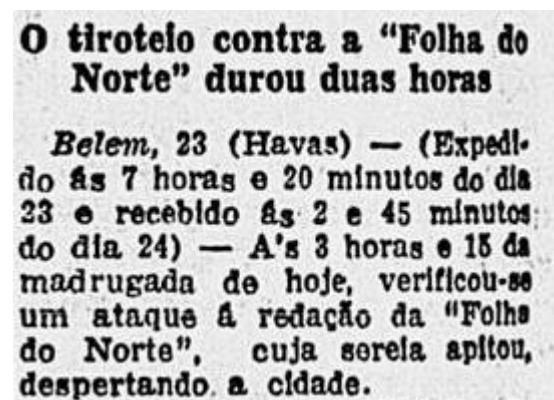 O tiroteio contra a “Folha do
Norte” durou duas horas
Belem, 23 (Havas) — (Expedi-
do ás 7 horas e 20 minutos do dia
23 e recebido ás 2 e 45 minutos
do dia 24) — A's 3 horas e 15 da
madrugada de hoje, verificou-se
um ataque á redação da “Folha
do Norte”, cuja sereia apitou,
despertando a cidade.